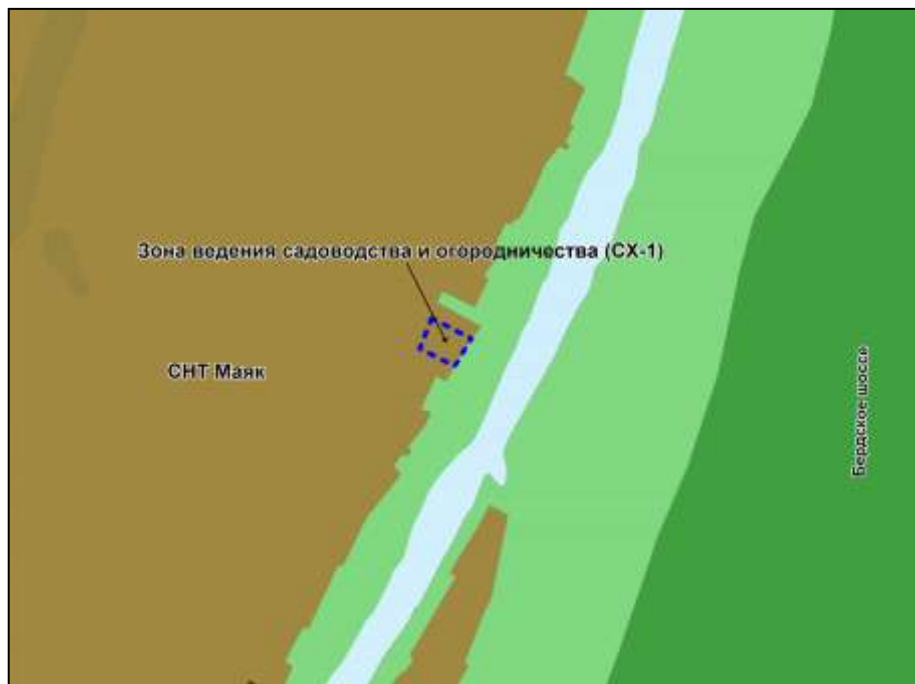 Зона ведения садоводства и огородничества (СХ-1)
СНТ Маяк
Бердское шоссе